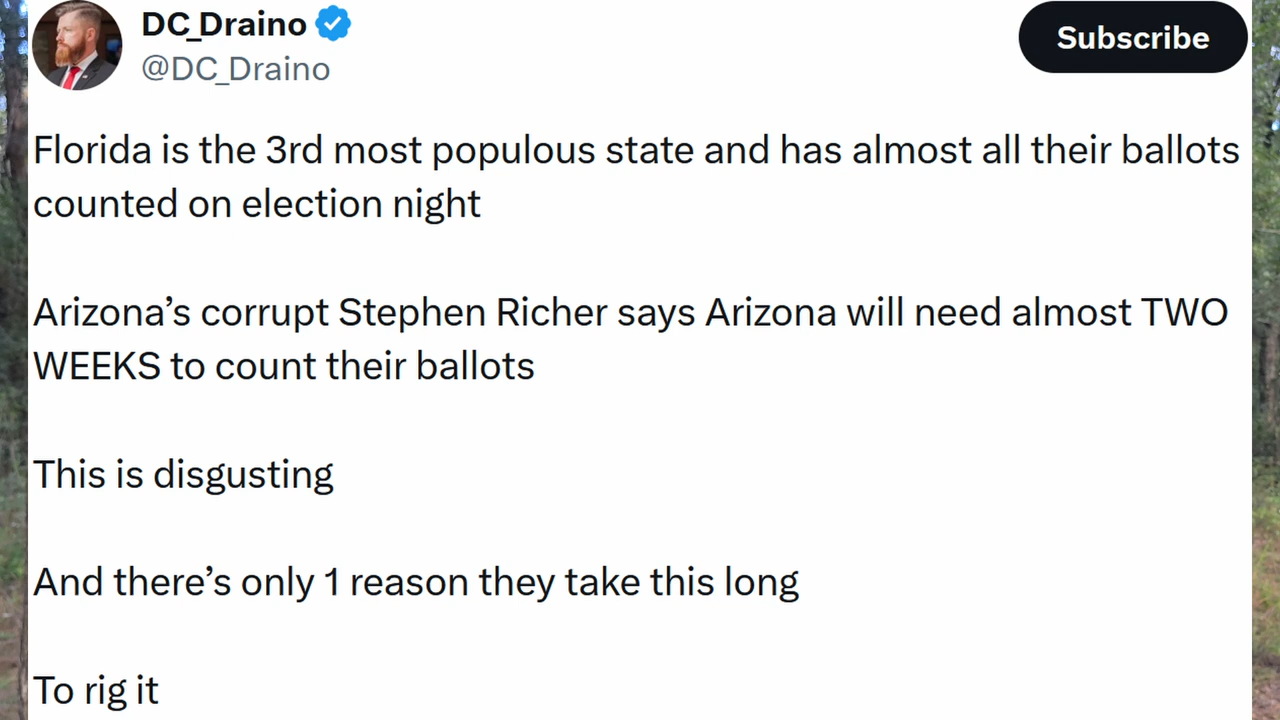 DC_Draino
@DC_Draino
Subscribe
Florida is the 3rd most populous state and has almost all their ballots
counted on election night
Arizona’s corrupt Stephen Richer says Arizona will need almost TWO
WEEKS to count their ballots
This is disgusting
And there’s only 1 reason they take this long
To rig it